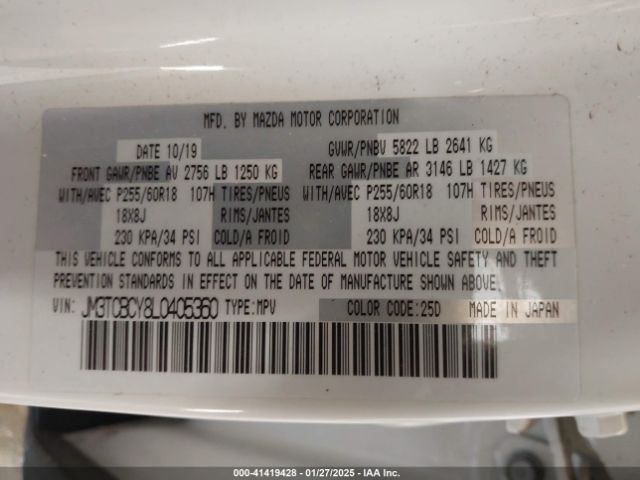 MFD. BY MAZDA MOTOR CORPORATION
DATE 10/19 GVWR/PNBV 5822 LB 2641 KG
FRONT GAWR/PNBE AV 2756 LB 1250 KG REAR GAWR/PNBE AR 3146 LB 1427 KG
WITH/AVEC P255/60R18 107H TIRES/PNEUS WITH/AVEC P255/60R18 107H TIRES/PNEUS
18X8J RIMS/JANTES 18X8J RIMS/JANTES
230 KPA/34 PSI COLD/A FROID 230 KPA/34 PSI COLD/A FROID
THIS VEHICLE CONFORMS TO ALL APPLICABLE FEDERAL MOTOR VEHICLE SAFETY AND THEFT
PREVENTION STANDARDS IN EFFECT ON THE DATE OF MANUFACTURE SHOWN ABOVE.
VIN: JM3TCBCY8L0405360 TYPE:MPV COLOR CODE:25D MADE IN JAPAN
000-41419428 - 01/27/2025 - IAA Inc.